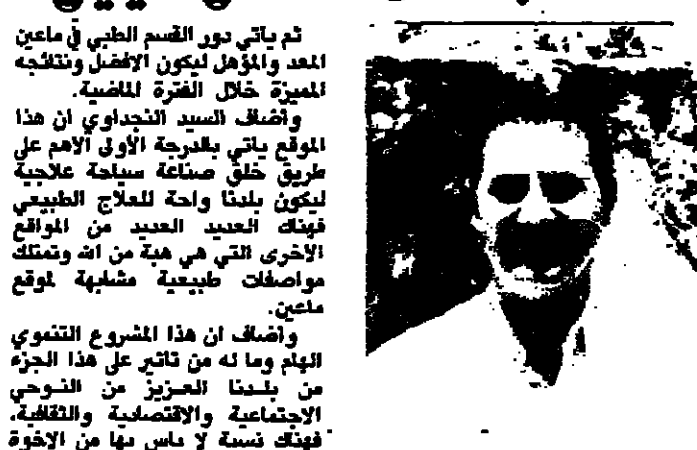 ثم ياتي دور القسم الطبي في ماعين
المعد والمؤهل ليكون الافضل ونتائجه
المميزة خلال الفترة الماضية.
واضاف السيد النجداوي ان هذا
الموقع ياتي بالدرجة الأولى الاهم على
طريق خلق صناعة سياحة علاجية
ليكون بلدنا واحة للعلاج الطبيعي
فهناك العديد العديد من المواقع
الاخرى التي هي هبة من الله وتمتلك
مواصفات طبيعية مشابهة لموقع
ماعين.
واضاف ان هذا المشروع التنموي
الهام وما له من تأثير على هذا الجزء
من بلدنا العزيز من النوحي
الاجتماعية والاقتصادية والثقافية،
فهناك نسبة لا باس بها من الاخوة